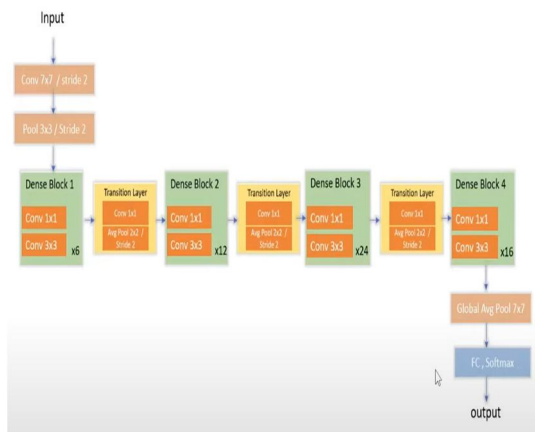 Input
Conv 7x7 / stride 2
Pool 3x3 / Stride 2
Dense Block 1
Conv 1x1
Conv 3x3
x6
Transition Layer
Conv 1x1
Avg Pool 2x2 /
Stride 2
Dense Block 2
Conv 1x1
Conv 3x3
x12
Transition Layer
Conv 1x1
Avg Pool 2x2 /
Stride 2
Dense Block 3
Conv 1x1
Conv 3x3
x24
Transition Layer
Conv 1x1
Avg Pool 2x2 /
Stride 2
Dense Block 4
Conv 1x1
Conv 3x3
x16
Global Avg Pool 7x7
FC , Softmax
output